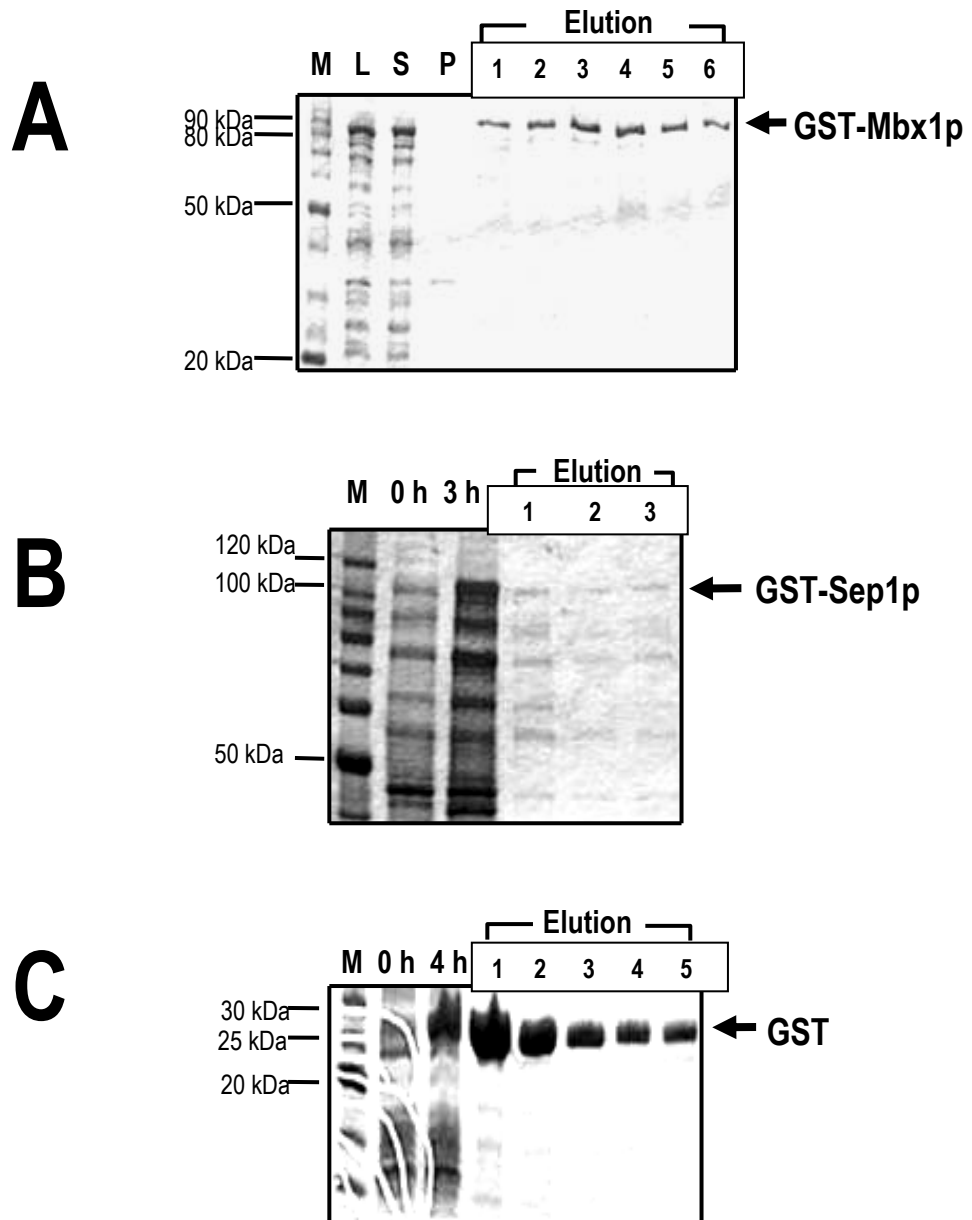 A
Elution
M L S P 1 2 3 4 5 6
90 kDa
80 kDa
GST-Mbx1p
50 kDa
20 kDa
B
Elution
M 0 h 3 h 1 2 3
120 kDa
100 kDa
GST-Sep1p
50 kDa
C
Elution
M 0 h 4 h 1 2 3 4 5
30 kDa
25 kDa
GST
20 kDa